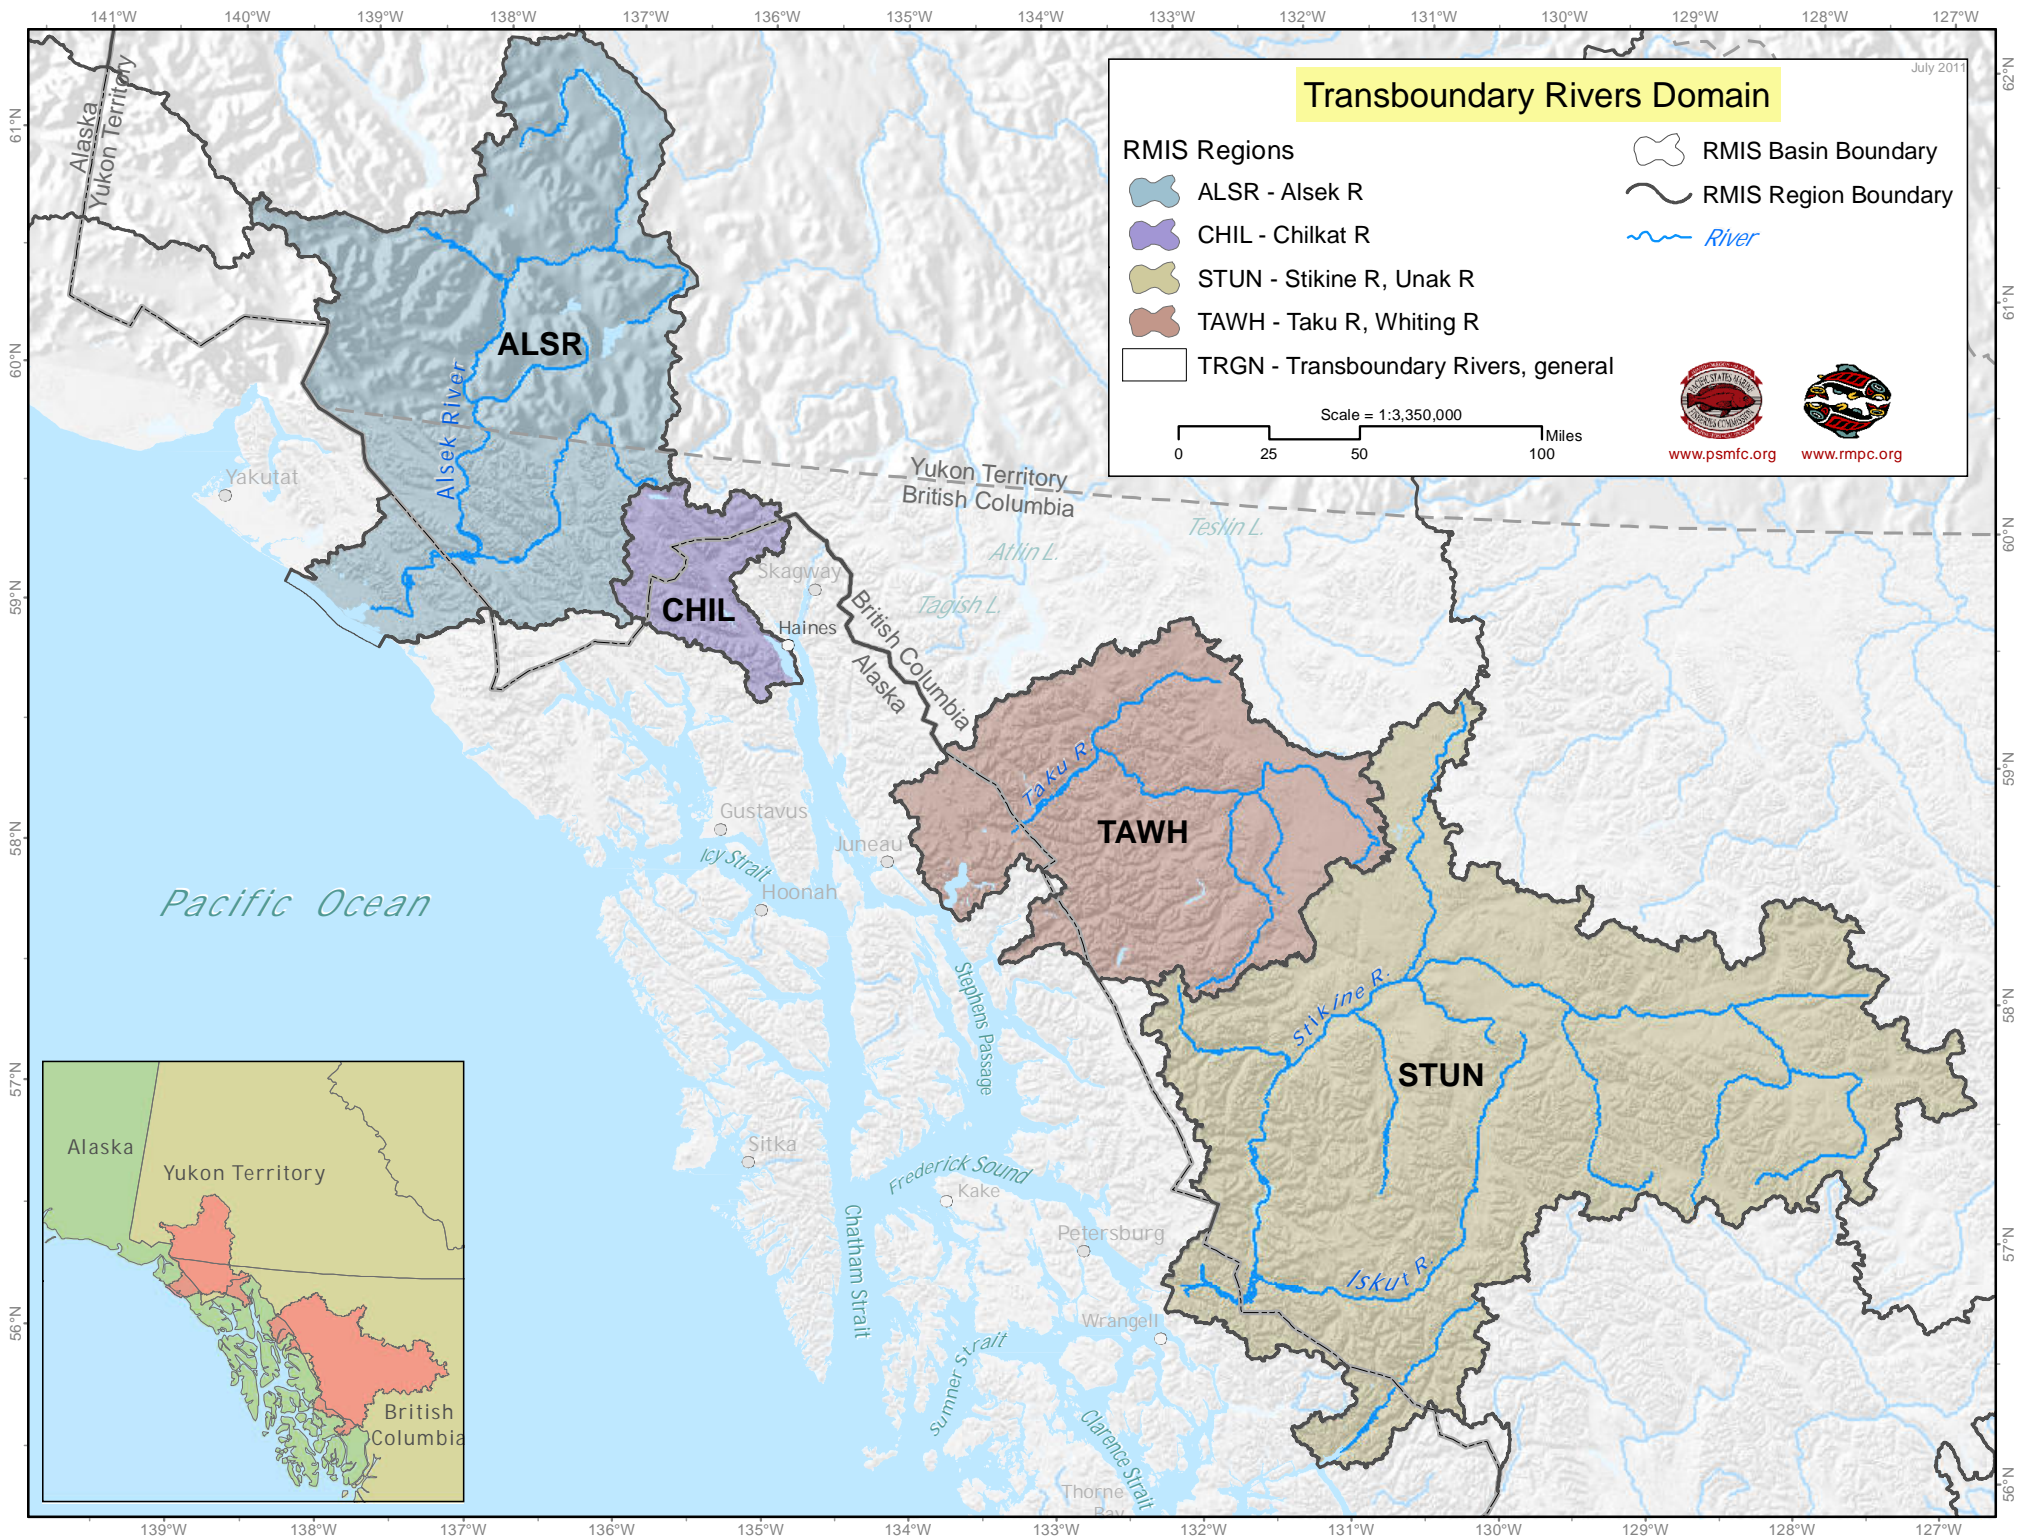 141°W 140°W 139°W 138°W 137°W 136°W 135°W 134°W 133°W 132°W 131°W 130°W 129°W 128°W 127°W
July 2011
Transboundary Rivers Domain
RMIS Regions
ALSR - Alsek R
CHIL - Chilkat R
STUN - Stikine R, Unak R
TAWH - Taku R, Whiting R
TRGN - Transboundary Rivers, general
RMIS Basin Boundary
RMIS Region Boundary
River
Scale = 1:3,350,000
Miles
0 25 50 100
PACIFIC STATES MARINE
FISHERIES COMMISSION
www.psmfc.org
www.rmpc.org
Alaska
Yukon Territory
61°N
60°N
59°N
58°N
57°N
56°N
62°N
61°N
60°N
59°N
58°N
57°N
56°N
ALSR
Alsek River
Yakutat
Yukon Territory
British Columbia
Teslin L.
Atlin L.
Tagish L.
Skagway
CHIL
Haines
British Columbia
Alaska
Taku R.
TAWH
Gustavus
Juneau
Icy Strait
Hoonah
Pacific Ocean
Stephens Passage
Stikine R.
STUN
Sitka
Frederick Sound
Kake
Chatham Strait
Petersburg
Iskut R.
Wrangell
Sumner Strait
Clarence Strait
Thorne
Bay
Alaska
Yukon Territory
British
Columbia
139°W 138°W 137°W 136°W 135°W 134°W 133°W 132°W 131°W 130°W 129°W 128°W 127°W